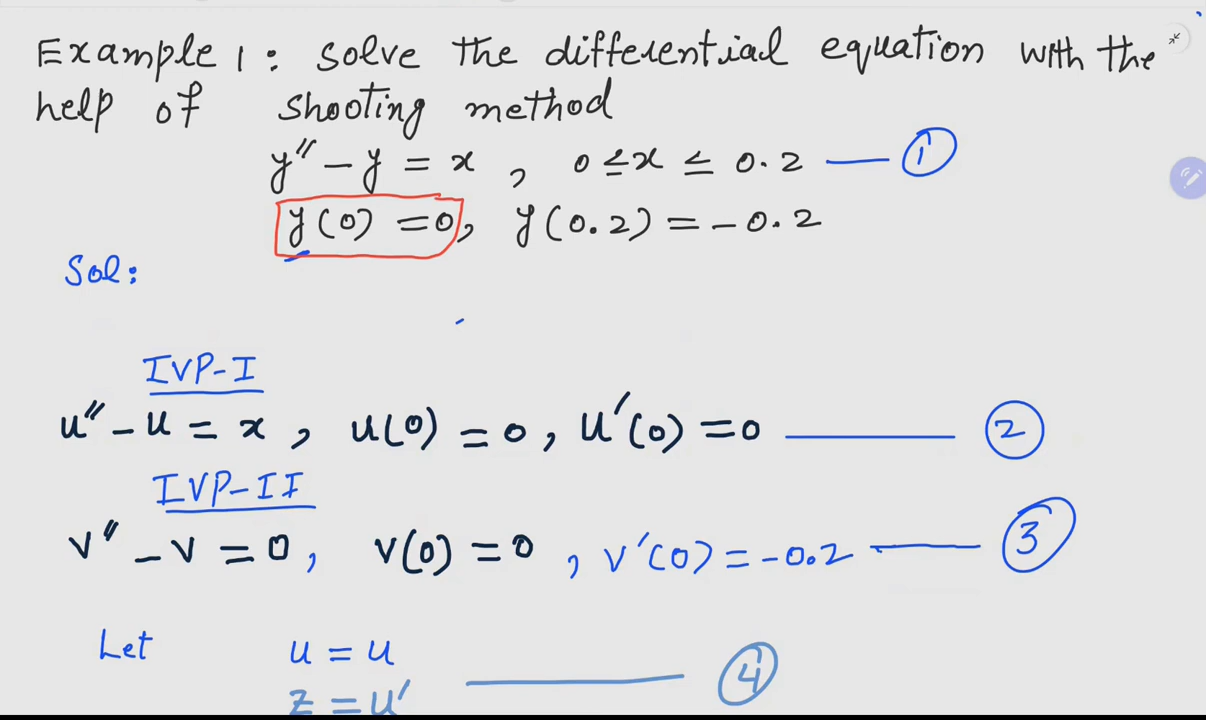 Example 1 : solve the differential equation with the
help of shooting method
y″ – y = x , 0 ≤ x ≤ 0.2 — ①
y(0) = 0, y(0.2) = – 0.2
Sol:
IVP-I
u″ – u = x , u(0) = 0 , u′(0) = 0 — ②
IVP-II
v″ – v = 0, v(0) = 0 , v′(0) = -0.2 — ③
Let u = u
z = u′ — ④